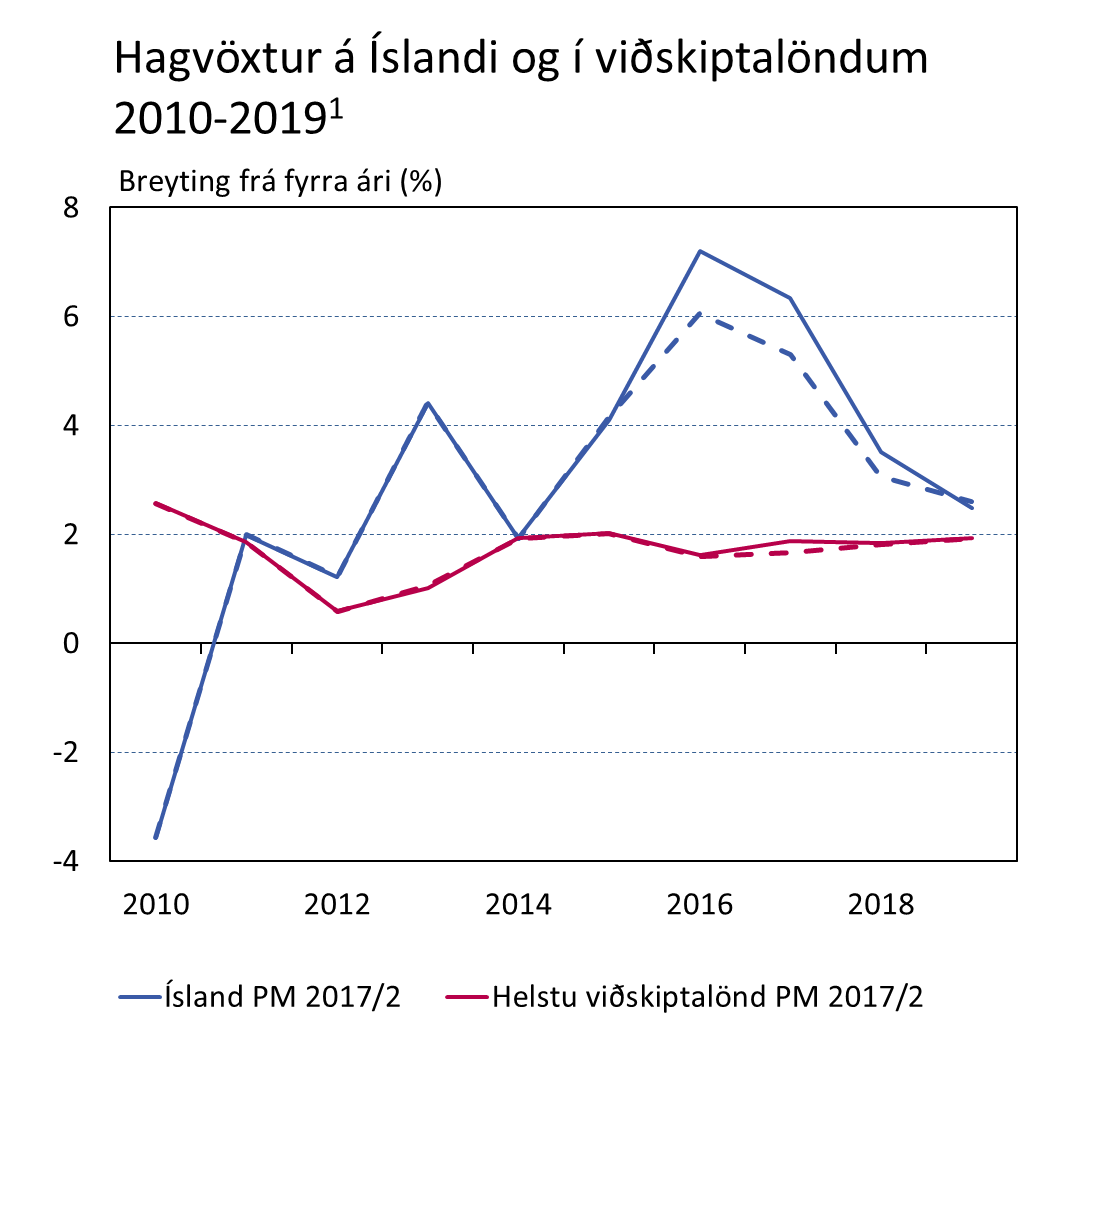 Hagvöxtur á Íslandi og í viðskiptalöndum
2010-2019¹
Breyting frá fyrra ári (%)
8
6
4
2
0
-2
-4
2010 2012 2014 2016 2018
Ísland PM 2017/2 Helstu viðskiptalönd PM 2017/2